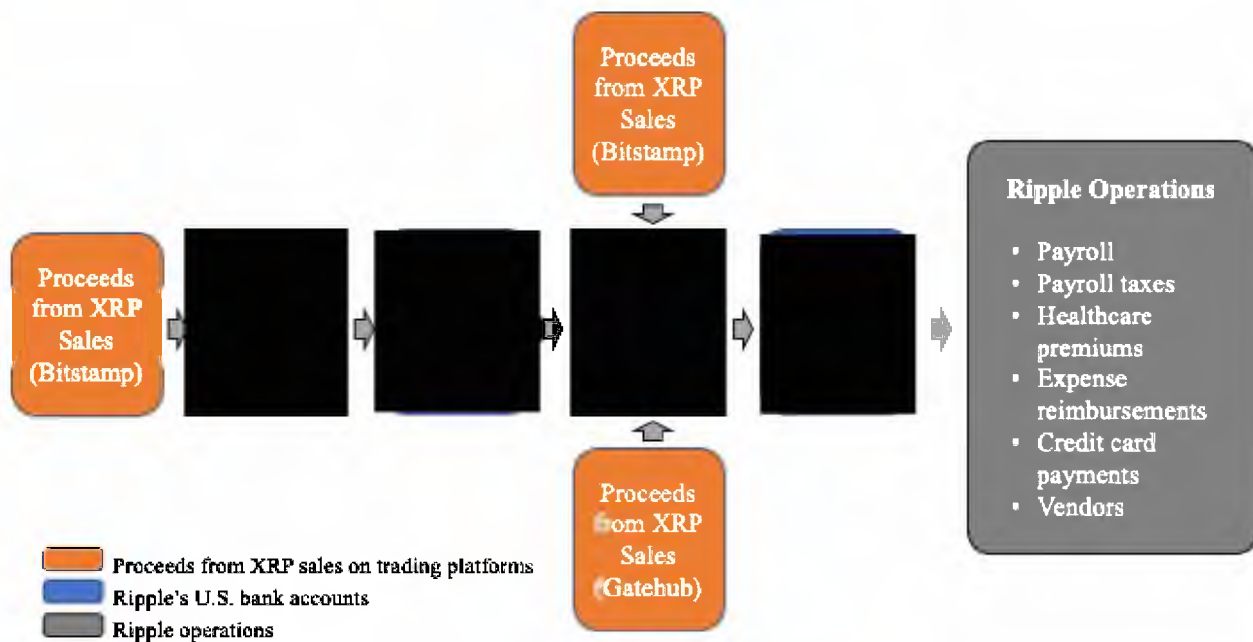 Proceeds
from XRP
Sales
(Bitstamp)
Proceeds
from XRP
Sales
(Bitstamp)
Proceeds
from XRP
Sales
(Gatehub)
Ripple Operations
• Payroll
• Payroll taxes
• Healthcare
premiums
• Expense
reimbursements
• Credit card
payments
• Vendors
Proceeds from XRP sales on trading platforms
Ripple's U.S. bank accounts
Ripple operations